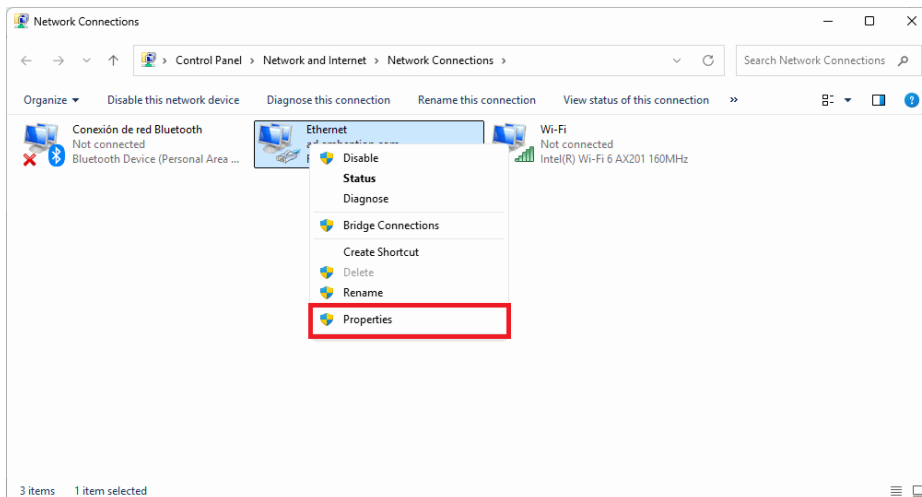 Network Connections
Control Panel > Network and Internet > Network Connections >
Search Network Connections
Organize
Disable this network device
Diagnose this connection
Rename this connection
View status of this connection
»
Conexión de red Bluetooth
Not connected
Bluetooth Device (Personal Area ...
Ethernet
Wi-Fi
Not connected
Intel(R) Wi-Fi 6 AX201 160MHz
Disable
Status
Diagnose
Bridge Connections
Create Shortcut
Delete
Rename
Properties
3 items
1 item selected